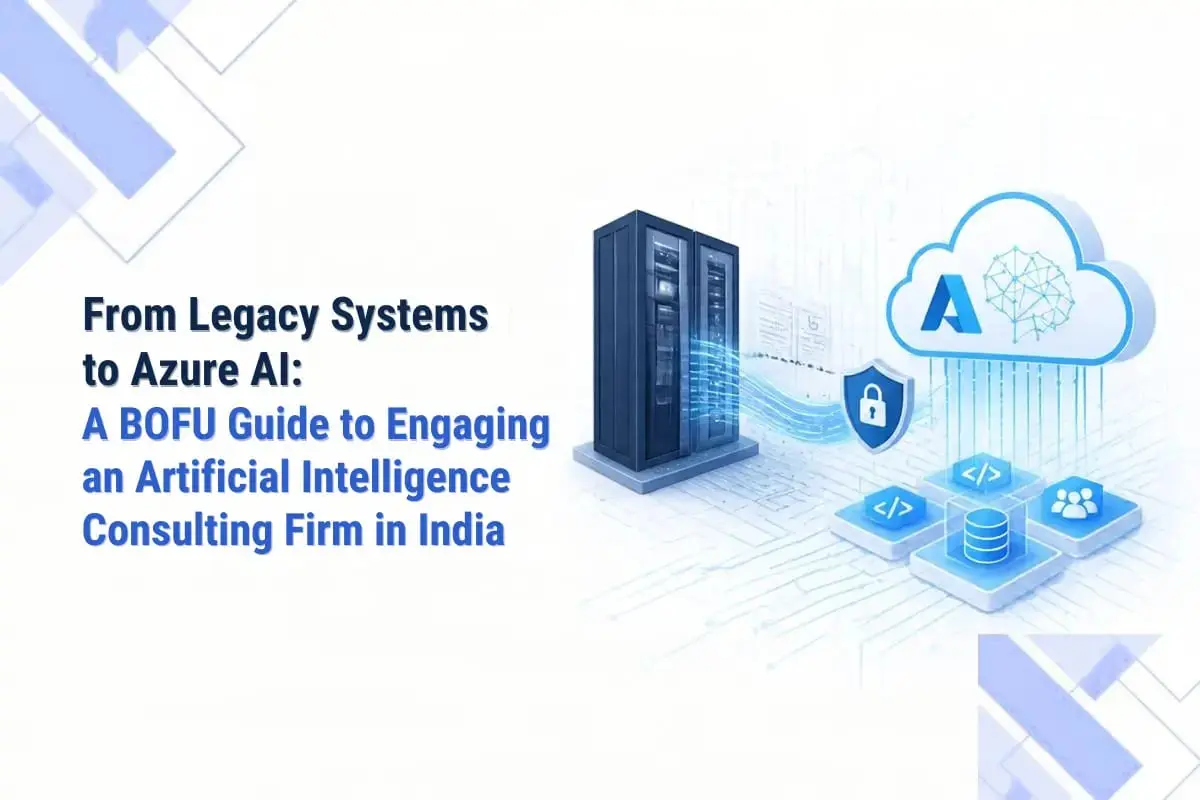 From Legacy Systems
to Azure AI:
A BOFU Guide to Engaging
an Artificial Intelligence
Consulting Firm in India
</>
</>